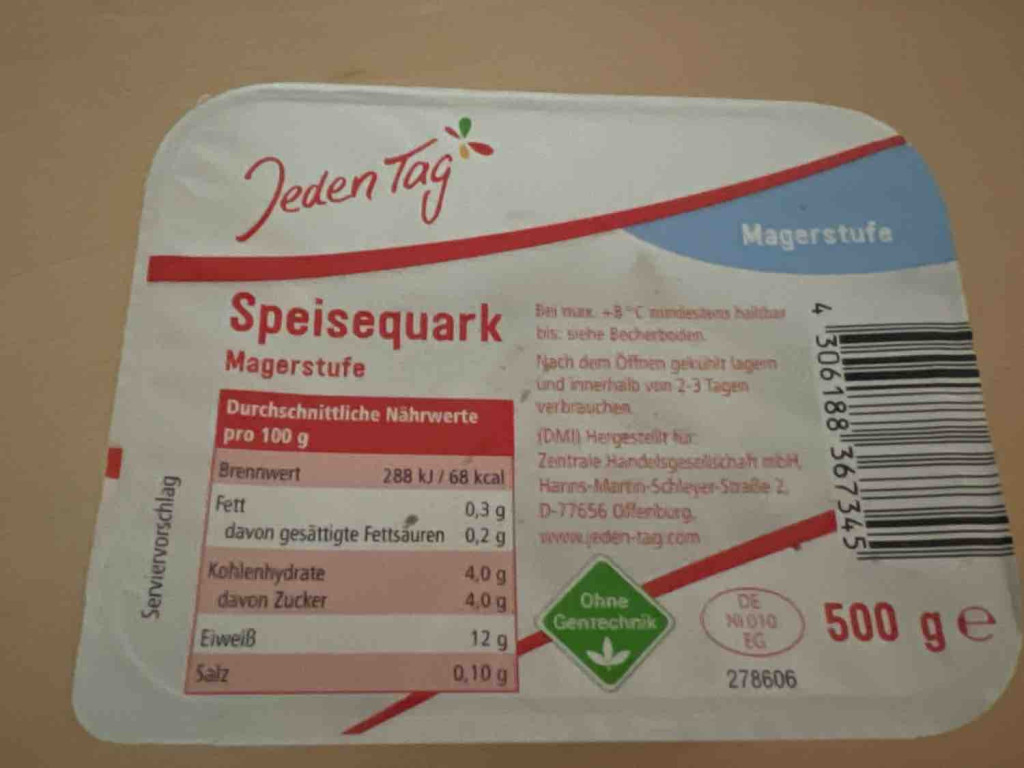 Jeden Tag
Magerstufe
Speisequark
Magerstufe
Durchschnittliche Nährwerte
pro 100 g
Brennwert 288 kJ / 68 kcal
Fett 0,3 g
davon gesättigte Fettsäuren 0,2 g
Kohlenhydrate 4,0 g
davon Zucker 4,0 g
Eiweiß 12 g
Salz 0,10 g
Serviervorschlag
Bei max. +8 °C mindestens haltbar
bis: siehe Becherboden.
Nach dem Öffnen gekühlt lagern
und innerhalb von 2-3 Tagen
verbrauchen.
(DMI) Hergestellt für:
Zentrale Handelsgesellschaft mbH,
Hanns-Martin-Schleyer-Straße 2,
D-77656 Offenburg,
www.jeden-tag.com
Ohne
Gentechnik
DE
NI 010
EG
278606
500 g e
4 306188 367345